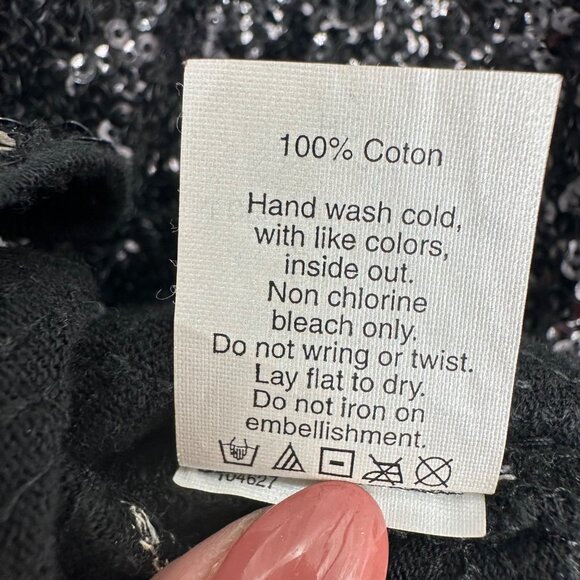 100% Coton
Hand wash cold,
with like colors,
inside out.
Non chlorine
bleach only.
Do not wring or twist.
Lay flat to dry.
Do not iron on
embellishment.
104627